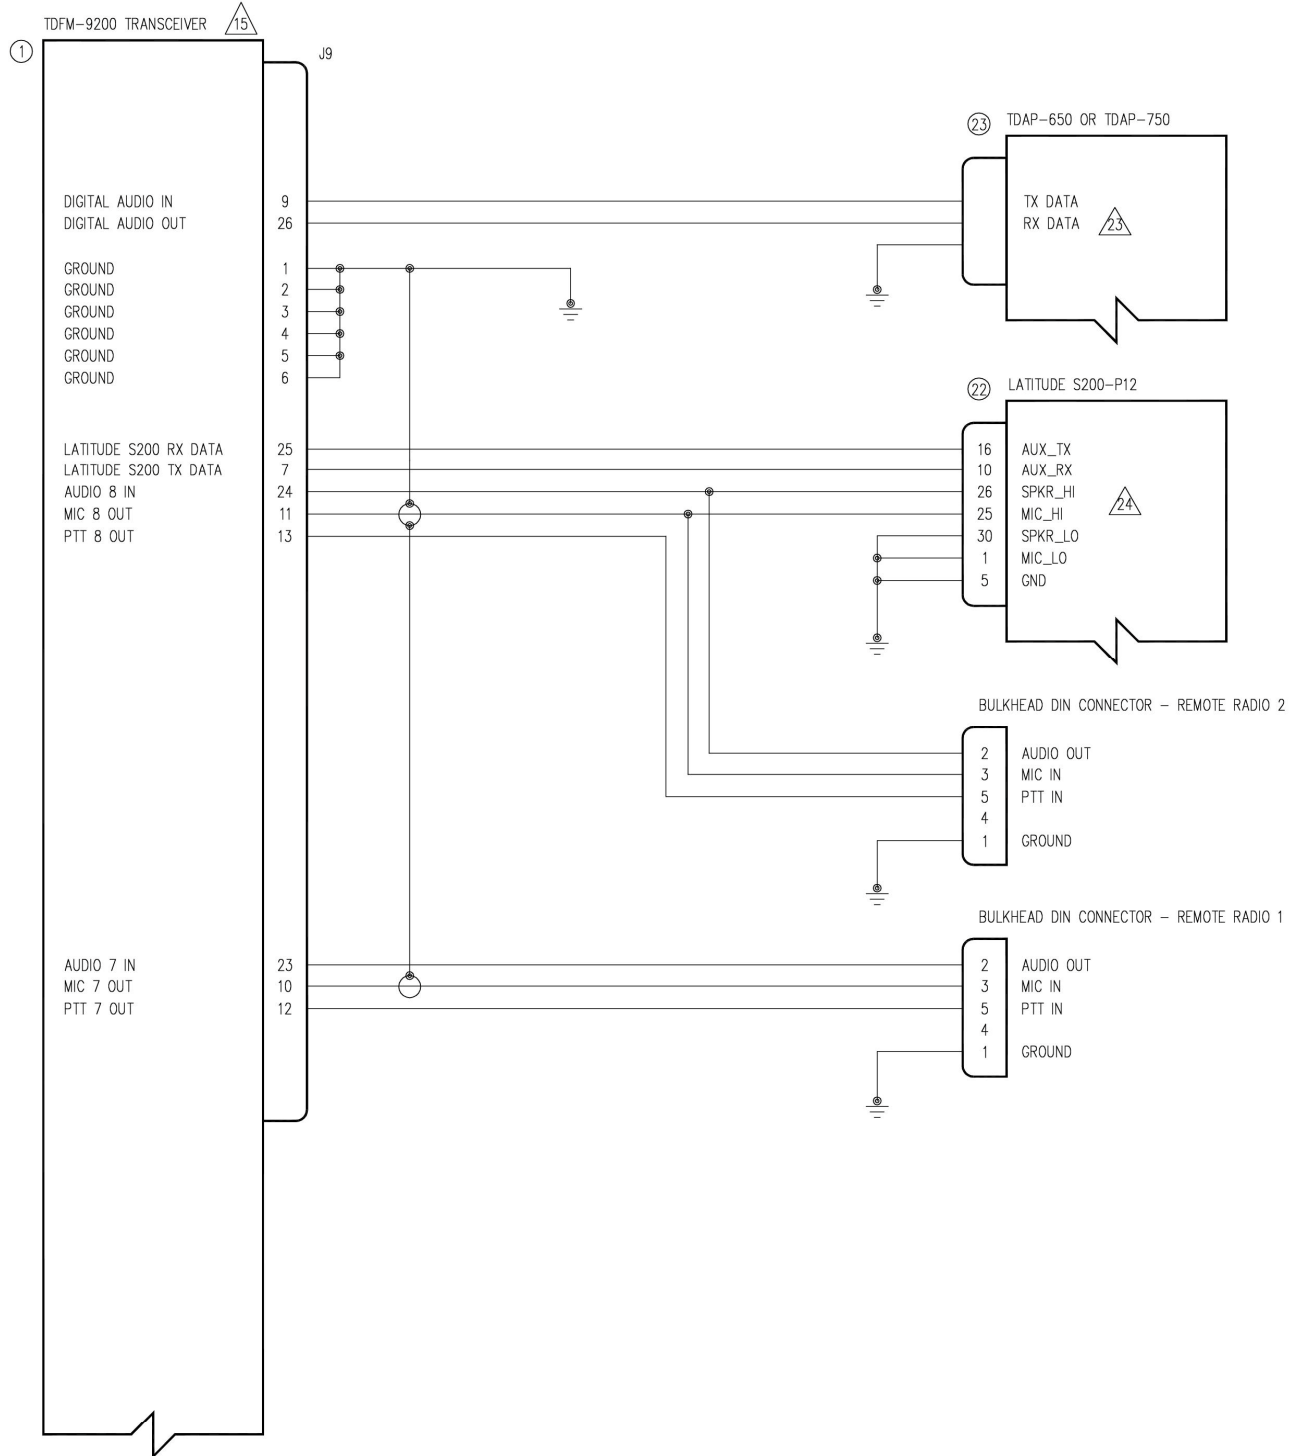 TDFM-9200 TRANSCEIVER 15
1
J9
DIGITAL AUDIO IN 9
DIGITAL AUDIO OUT 26
GROUND 1
GROUND 2
GROUND 3
GROUND 4
GROUND 5
GROUND 6
LATITUDE S200 RX DATA 25
LATITUDE S200 TX DATA 7
AUDIO 8 IN 24
MIC 8 OUT 11
PTT 8 OUT 13
AUDIO 7 IN 23
MIC 7 OUT 10
PTT 7 OUT 12
23 TDAP-650 OR TDAP-750
TX DATA
RX DATA 23
22 LATITUDE S200-P12
16 AUX_TX
10 AUX_RX
26 SPKR_HI
25 MIC_HI
24
30 SPKR_LO
1 MIC_LO
5 GND
BULKHEAD DIN CONNECTOR - REMOTE RADIO 2
2 AUDIO OUT
3 MIC IN
5 PTT IN
4
1 GROUND
BULKHEAD DIN CONNECTOR - REMOTE RADIO 1
2 AUDIO OUT
3 MIC IN
5 PTT IN
4
1 GROUND